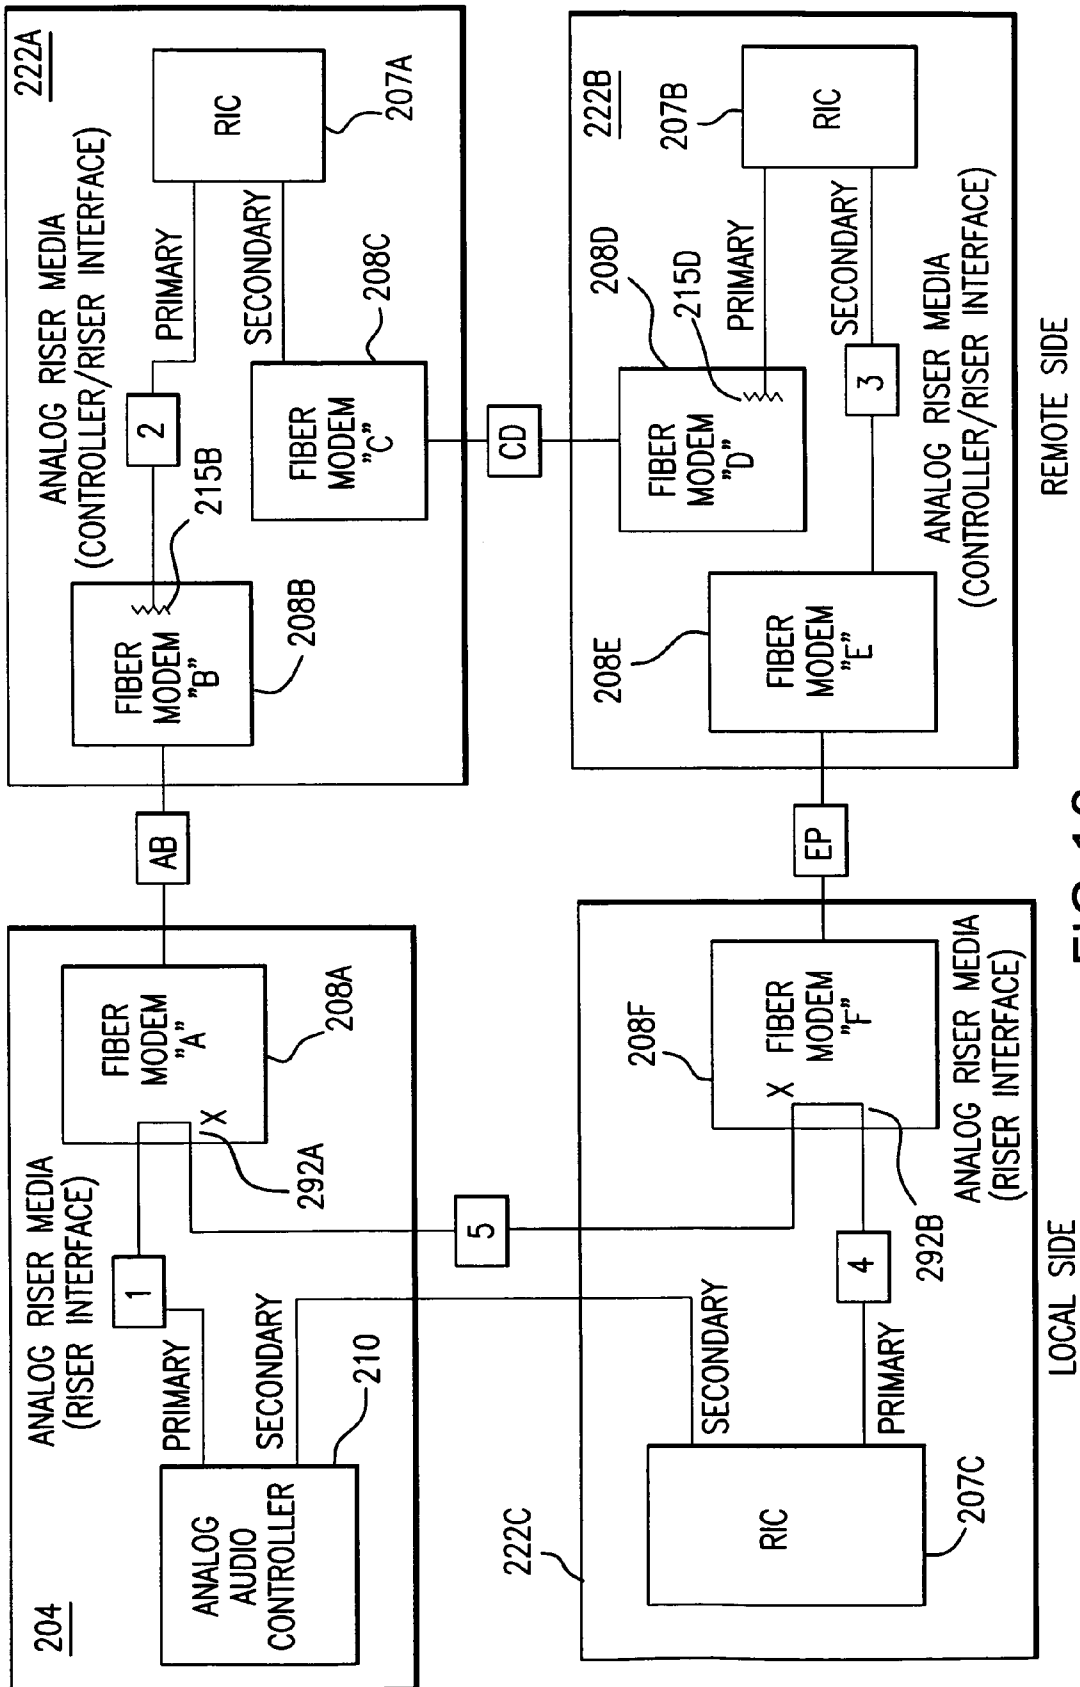 204
ANALOG RISER MEDIA
(RISER INTERFACE)
ANALOG
AUDIO
CONTROLLER
210
PRIMARY
SECONDARY
1
292A
X
FIBER
MODEM
"A"
208A
AB
222A
ANALOG RISER MEDIA
(CONTROLLER/RISER INTERFACE)
FIBER
MODEM
"B"
208B
215B
2
PRIMARY
SECONDARY
FIBER
MODEM
"C"
208C
RIC
207A
5
CD
222C
RIC
207C
SECONDARY
PRIMARY
4
292B
X
FIBER
MODEM
"F"
208F
ANALOG RISER MEDIA
(RISER INTERFACE)
EP
222B
FIBER
MODEM
"E"
208E
FIBER
MODEM
"D"
208D
215D
3
PRIMARY
SECONDARY
RIC
207B
ANALOG RISER MEDIA
(CONTROLLER/RISER INTERFACE)
LOCAL SIDE
REMOTE SIDE